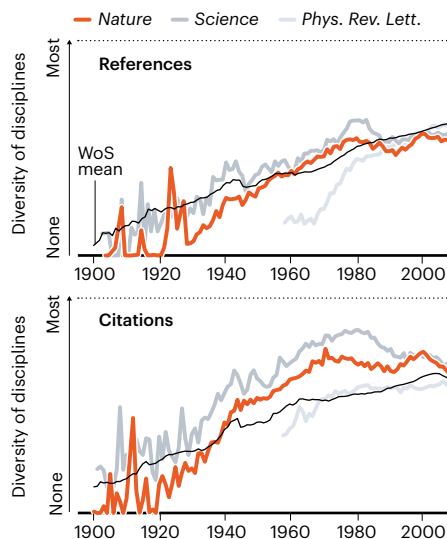 Nature Science Phys. Rev. Lett.
Diversity of disciplines
Most
None
References
WoS
mean
1900 1920 1940 1960 1980 2000
Diversity of disciplines
Most
None
Citations
1900 1920 1940 1960 1980 2000